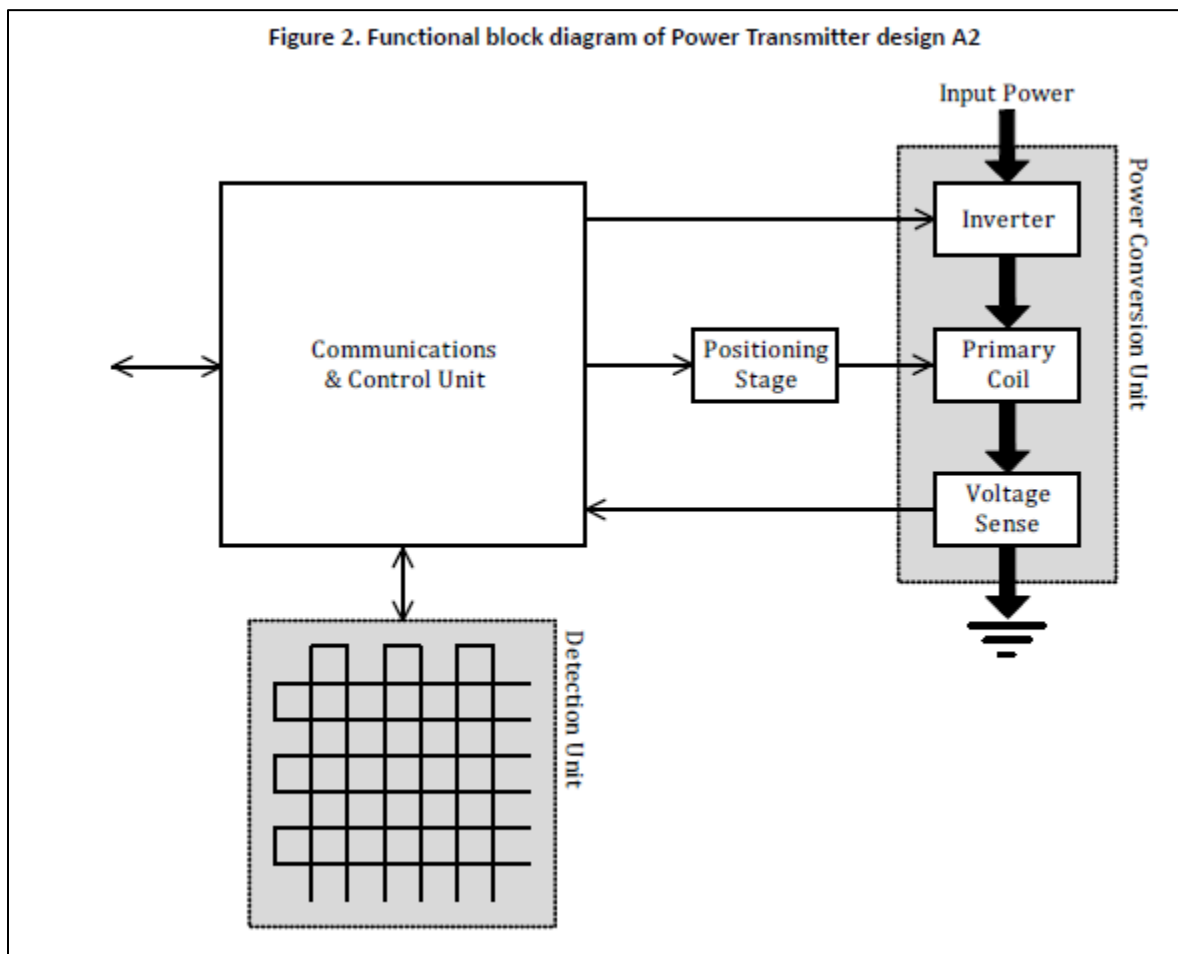 Figure 2. Functional block diagram of Power Transmitter design A2
Input Power
Power Conversion Unit
Inverter
Communications
& Control Unit
Positioning
Stage
Primary
Coil
Voltage
Sense
Detection Unit